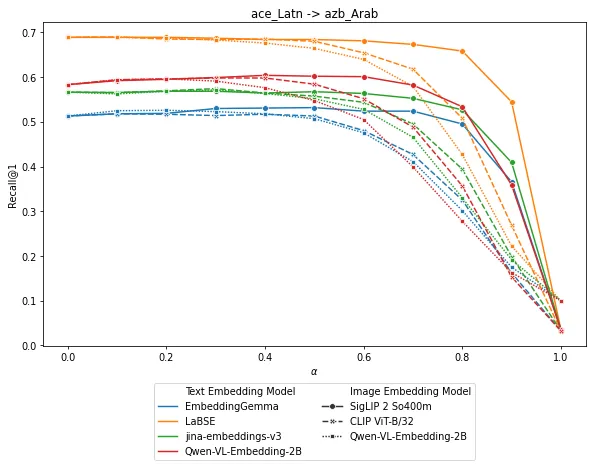 ace_Latn -> azb_Arab
Recall@1
0.7
0.6
0.5
0.4
0.3
0.2
0.1
0.0
0.0 0.2 0.4 0.6 0.8 1.0
α
Text Embedding Model
EmbeddingGemma
LaBSE
jina-embeddings-v3
Qwen-VL-Embedding-2B
Image Embedding Model
SigLIP 2 So400m
CLIP ViT-B/32
Qwen-VL-Embedding-2B